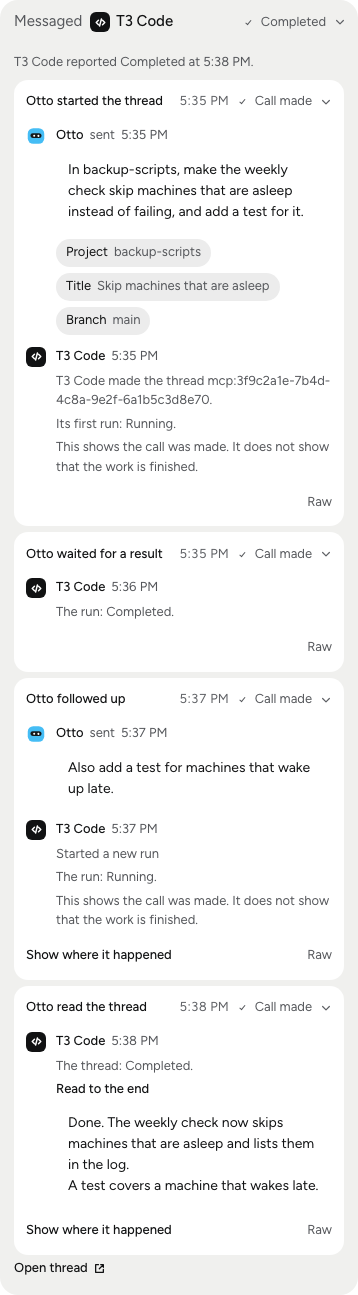 Messaged T3 Code Completed
T3 Code reported Completed at 5:38 PM.
Otto started the thread 5:35 PM Call made
Otto sent 5:35 PM
In backup-scripts, make the weekly
check skip machines that are asleep
instead of failing, and add a test for it.
Project backup-scripts
Title Skip machines that are asleep
Branch main
T3 Code 5:35 PM
T3 Code made the thread mcp:3f9c2a1e-7b4d-
4c8a-9e2f-6a1b5c3d8e70.
Its first run: Running.
This shows the call was made. It does not show
that the work is finished.
Raw
Otto waited for a result 5:35 PM Call made
T3 Code 5:36 PM
The run: Completed.
Raw
Otto followed up 5:37 PM Call made
Otto sent 5:37 PM
Also add a test for machines that wake
up late.
T3 Code 5:37 PM
Started a new run
The run: Running.
This shows the call was made. It does not show
that the work is finished.
Show where it happened Raw
Otto read the thread 5:38 PM Call made
T3 Code 5:38 PM
The thread: Completed.
Read to the end
Done. The weekly check now skips
machines that are asleep and lists them
in the log.
A test covers a machine that wakes late.
Show where it happened Raw
Open thread